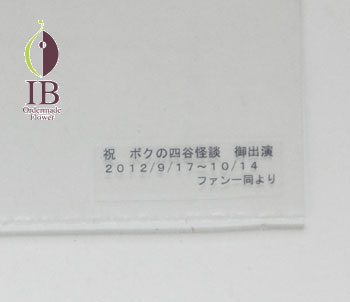 IB
Ordermade
Flower
祝　ボクの四谷怪談　御出演
２０１２/９/１７～１０/１４
ファン一同より